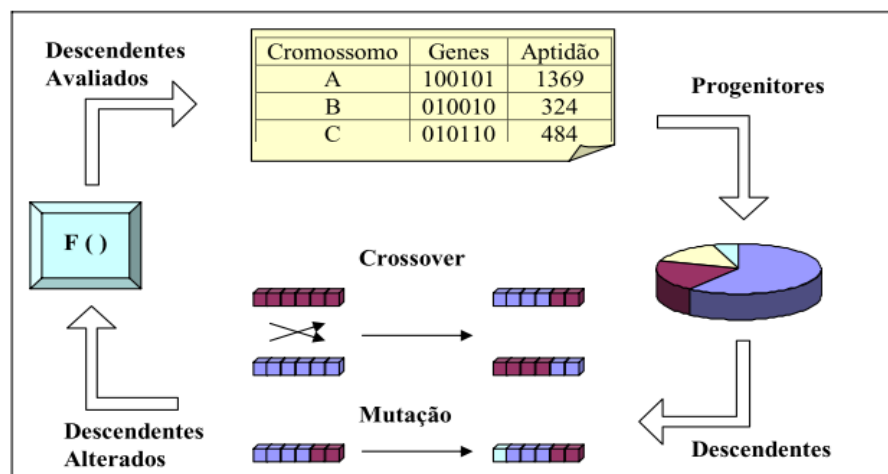 Descendentes
Avaliados
Cromossomo Genes Aptidão
A 100101 1369
B 010010 324
C 010110 484
Progenitores
F ( )
Crossover
Mutação
Descendentes
Alterados
Descendentes